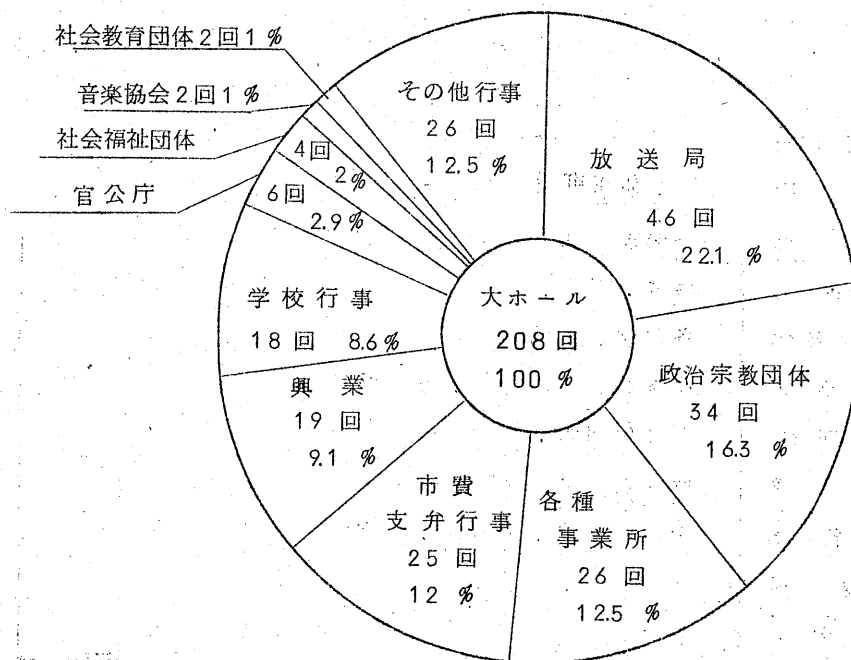 社会教育団体2回1%
音楽協会2回1%
社会福祉団体
4回
2%
官公庁
6回
2.9%
その他行事
26回
12.5%
放送局
46回
22.1%
大ホール
208回
100%
学校行事
18回 8.6%
政治宗教団体
34回
16.3%
興業
19回
9.1%
市費
支弁行事
25回
12%
各種
事業所
26回
12.5%